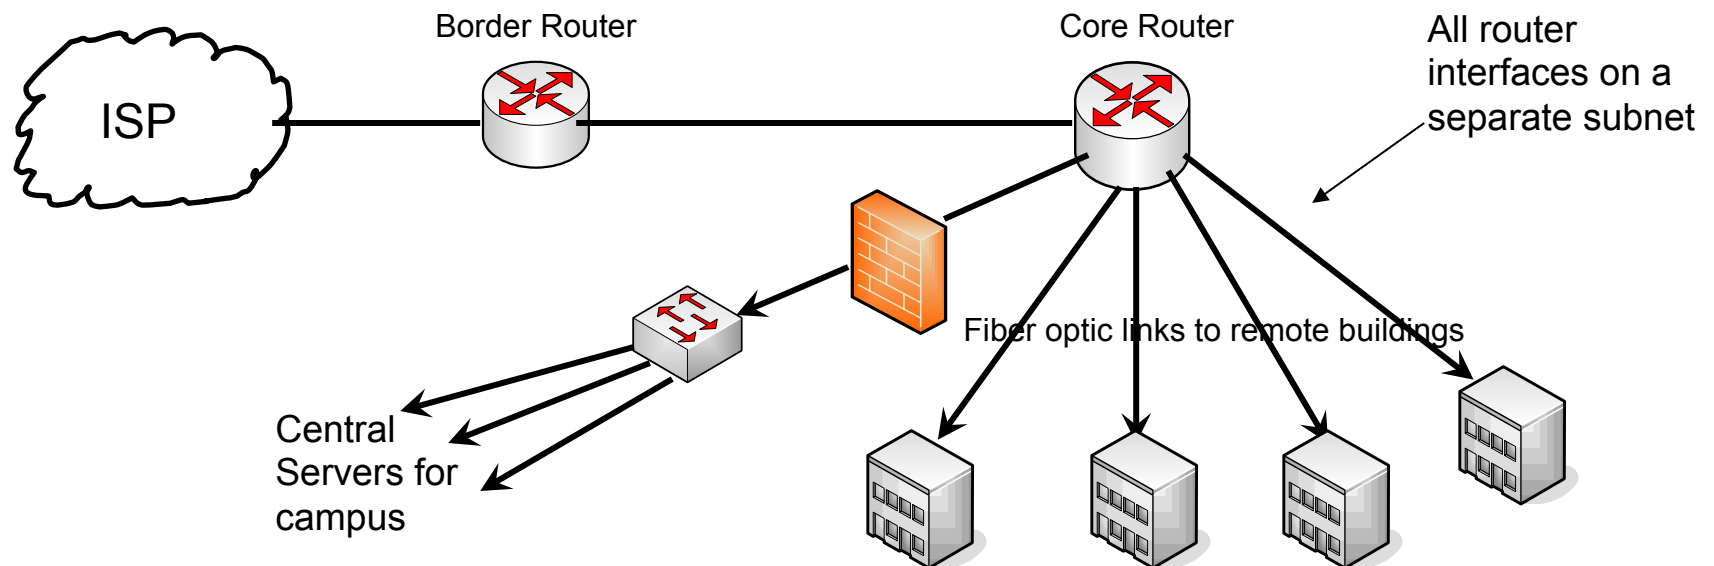 Border Router
Core Router
All router
interfaces on a
separate subnet
ISP
Fiber optic links to remote buildings
Central
Servers for
campus